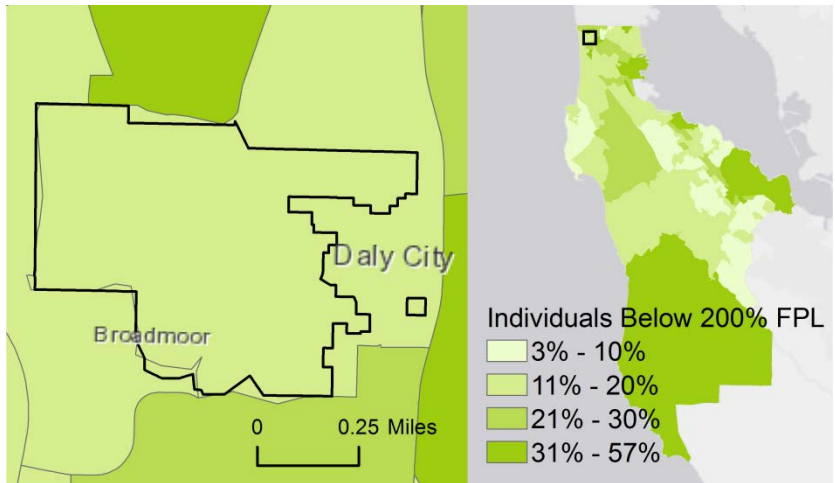 Daly City
Broadmoor
0 0.25 Miles
Individuals Below 200% FPL
3% - 10%
11% - 20%
21% - 30%
31% - 57%